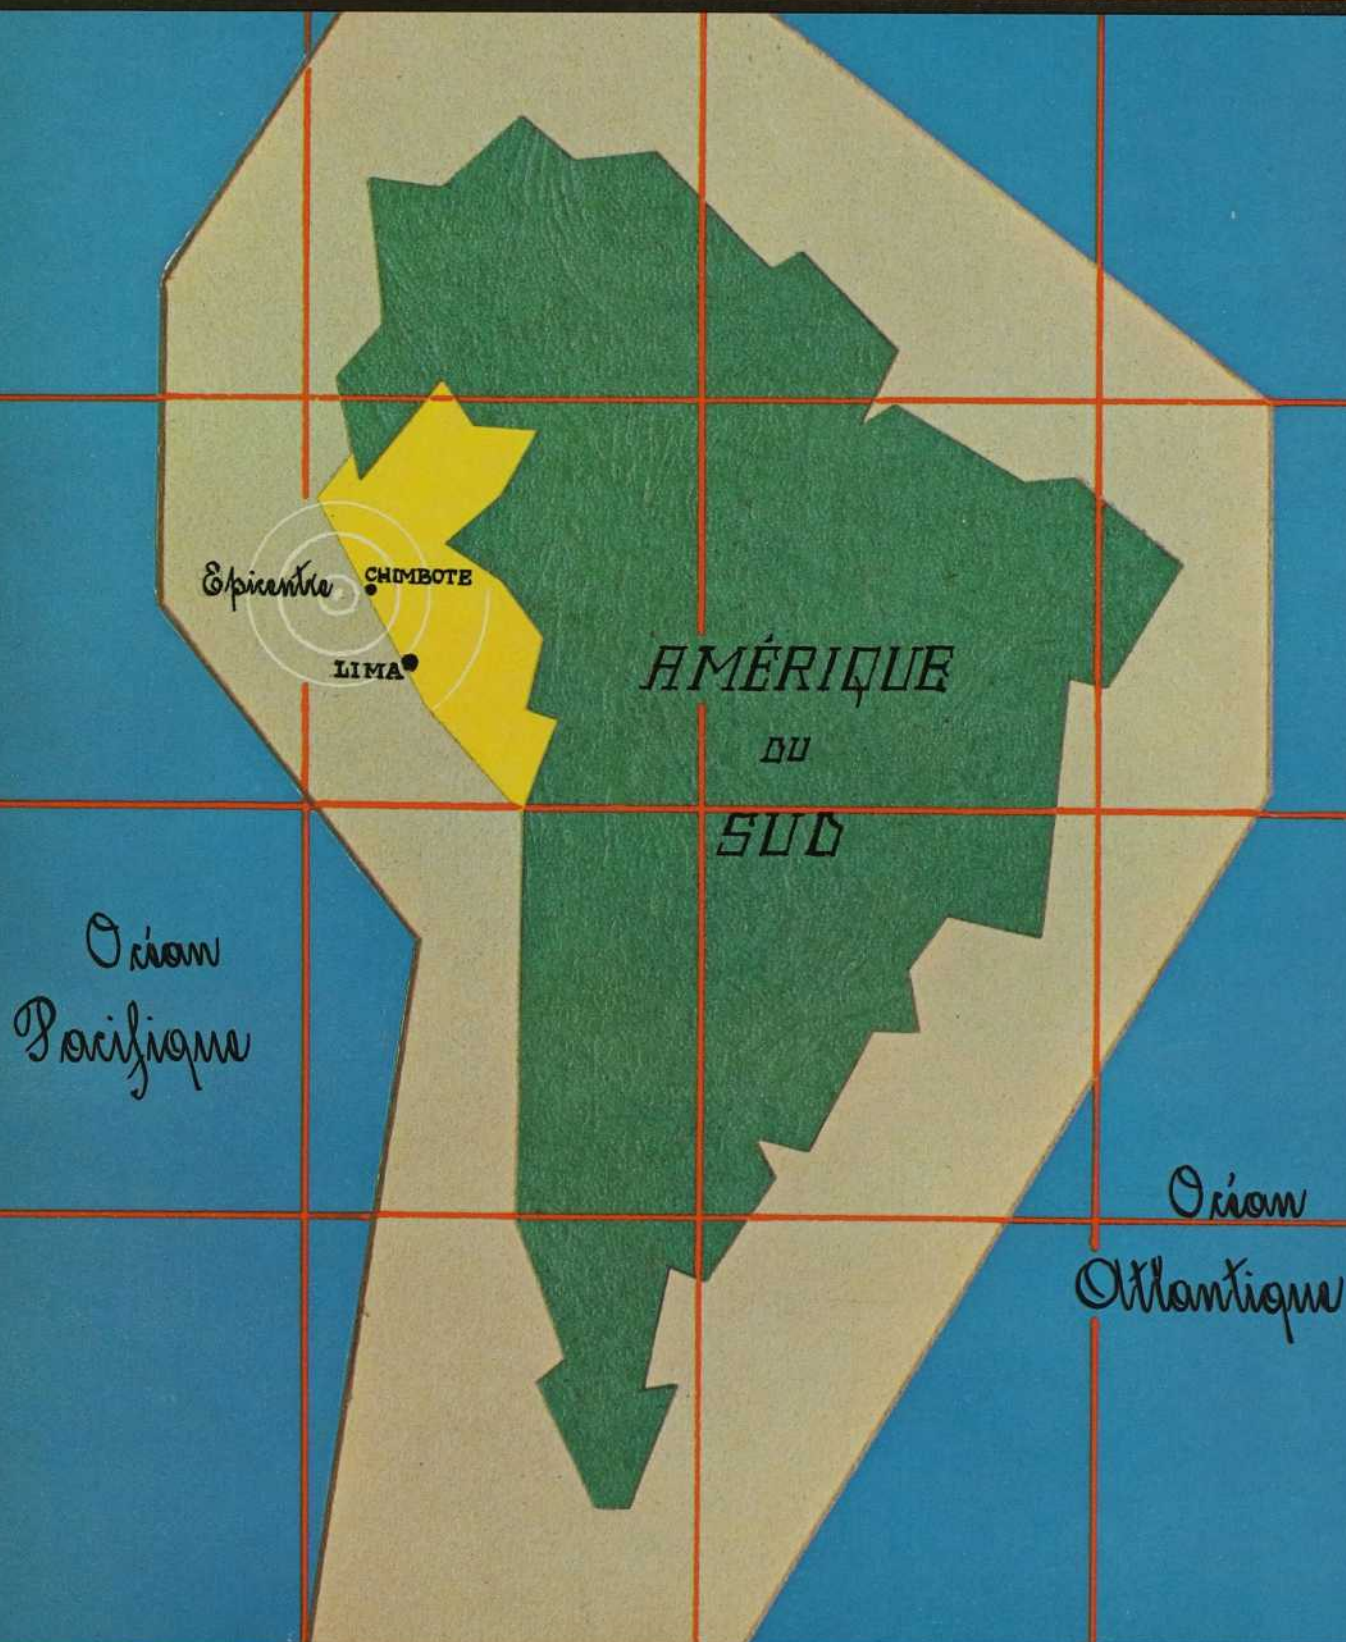 Epicentre
CHIMBOTE
LIMA
AMÉRIQUE
DU
SUD
Océan
Pacifique
Océan
Atlantique